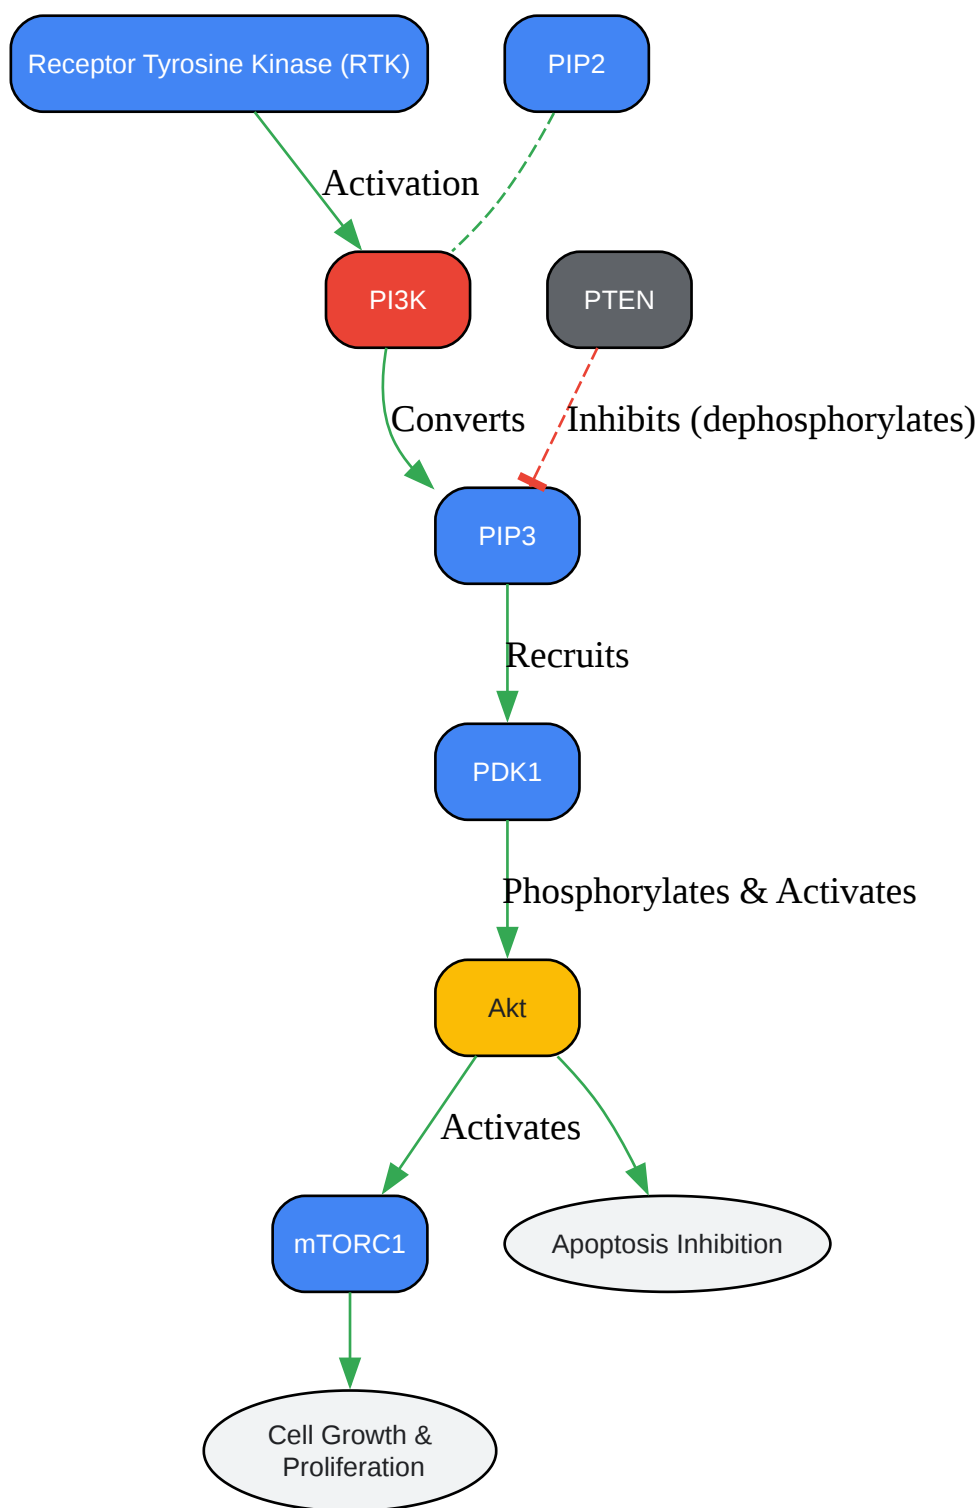 Receptor Tyrosine Kinase (RTK)
PIP2
Activation
PI3K
PTEN
Converts
Inhibits (dephosphorylates)
PIP3
Recruits
PDK1
Phosphorylates & Activates
Akt
Activates
mTORC1
Apoptosis Inhibition
Cell Growth &
Proliferation